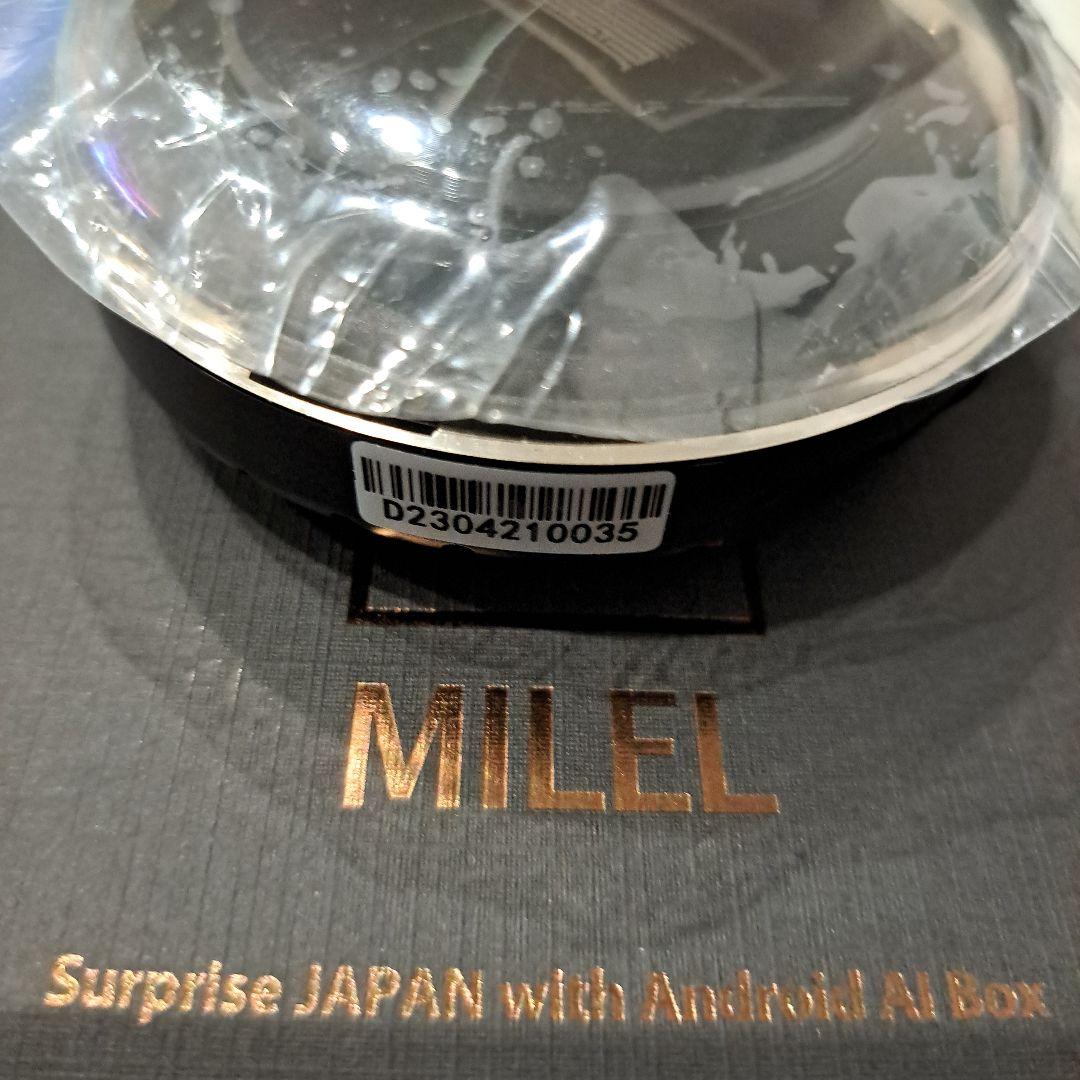 D2304210035
MILEL
Surprise JAPAN with Android AI Box